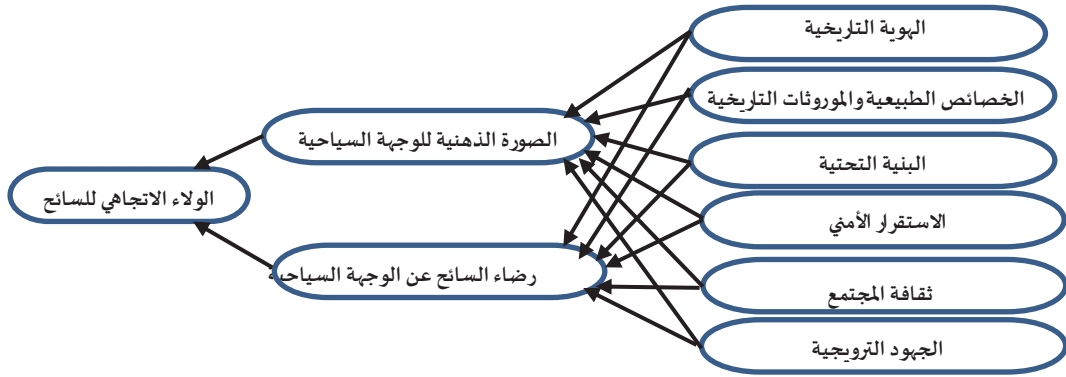 الهوية التاريخية
الخصائص الطبيعية والموروثات التاريخية
البنية التحتية
الاستقرار الأمني
ثقافة المجتمع
الجهود الترويجية
الصورة الذهنية للوجهة السياحية
رضاء السائح عن الوجهة السياحية
الولاء الاتجاهي للسائح